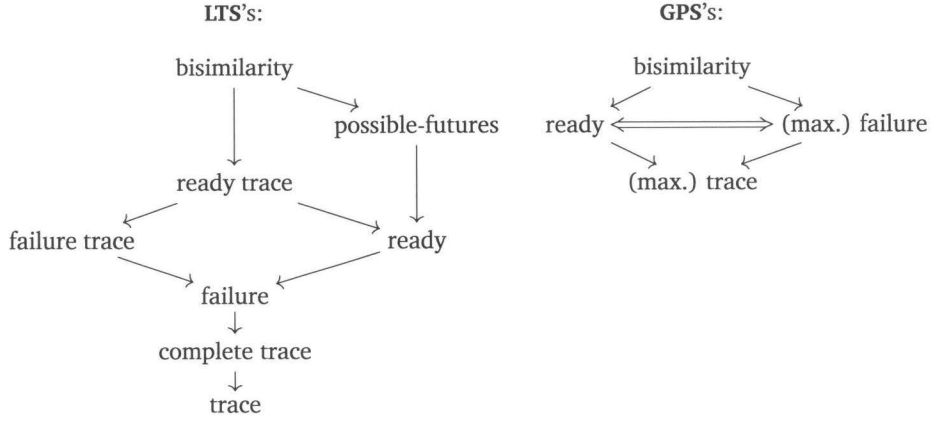 LTS's:
GPS's:
bisimilarity
bisimilarity
possible-futures
ready
(max.) failure
ready trace
(max.) trace
failure trace
ready
failure
complete trace
trace